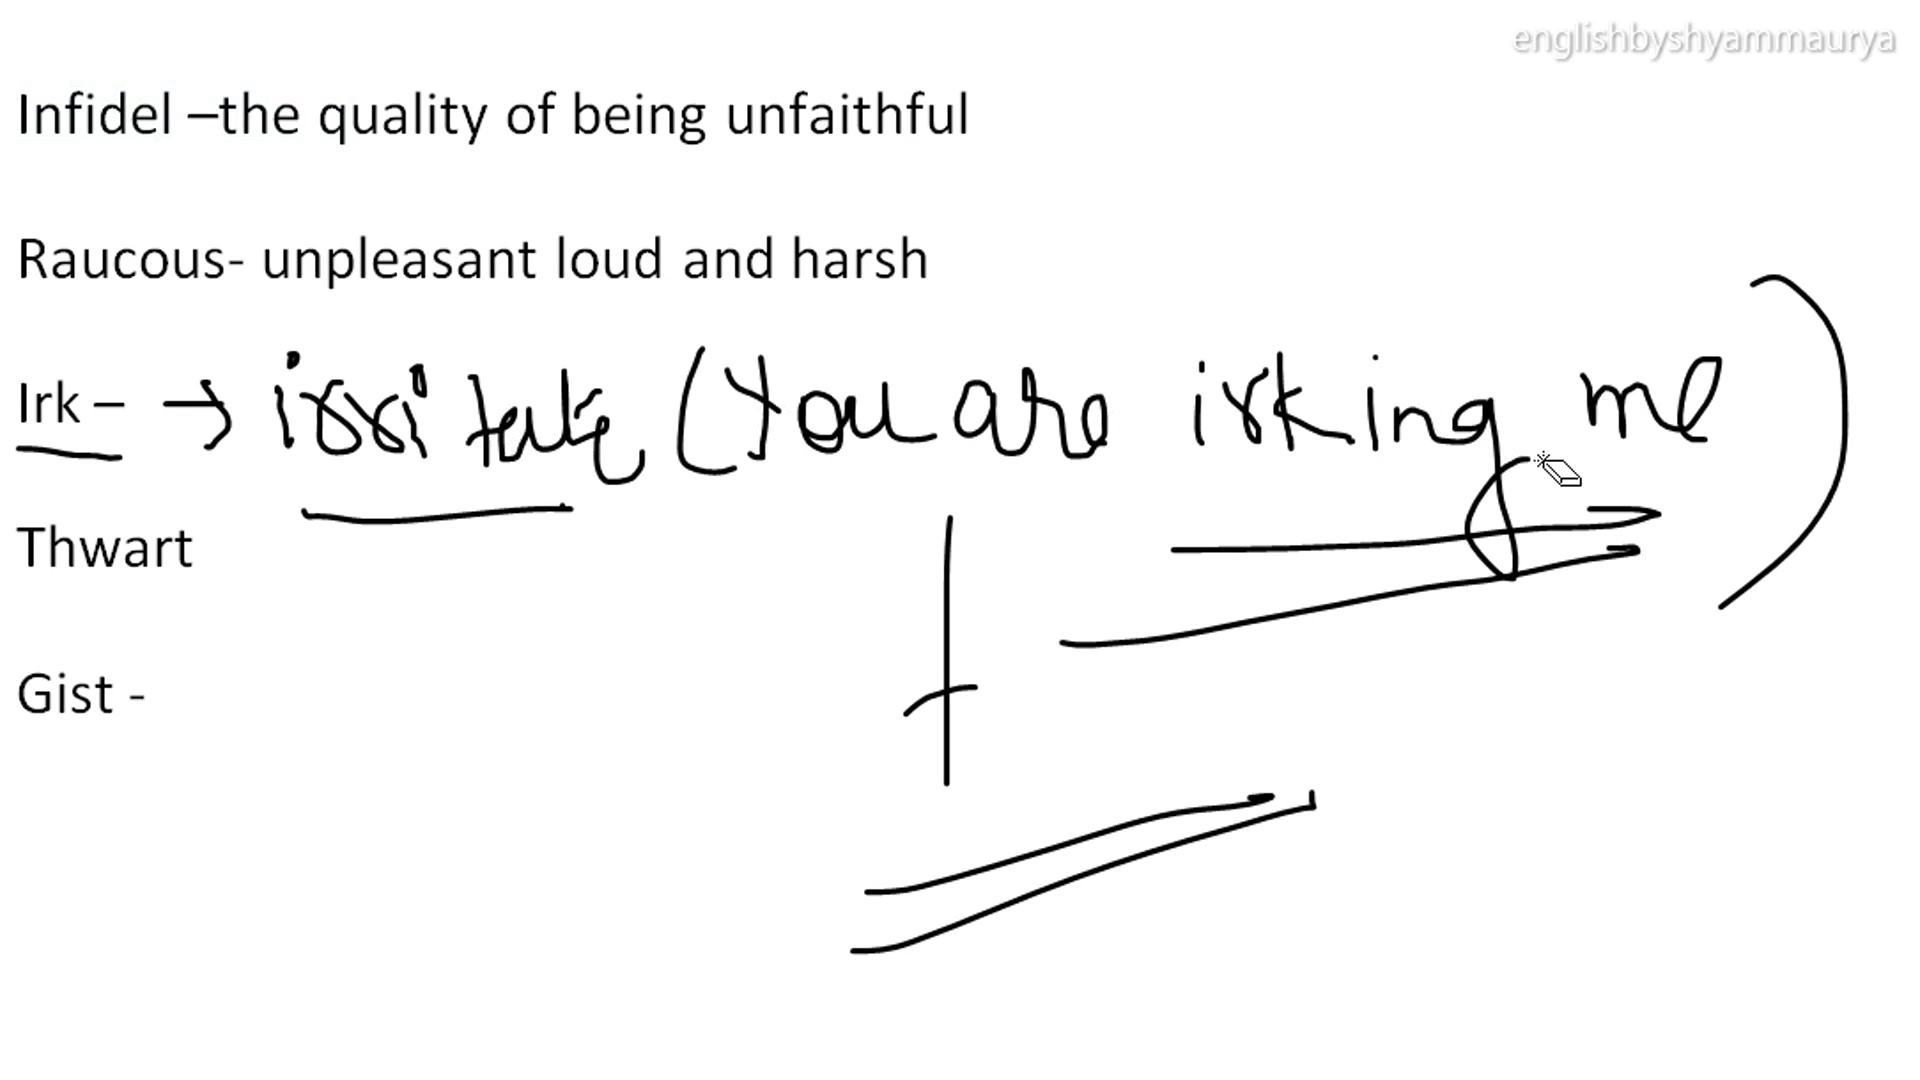 englishbyshyammaurya
Infidel –the quality of being unfaithful
Raucous- unpleasant loud and harsh
Irk – → irritate (You are irking me)
Thwart
Gist -